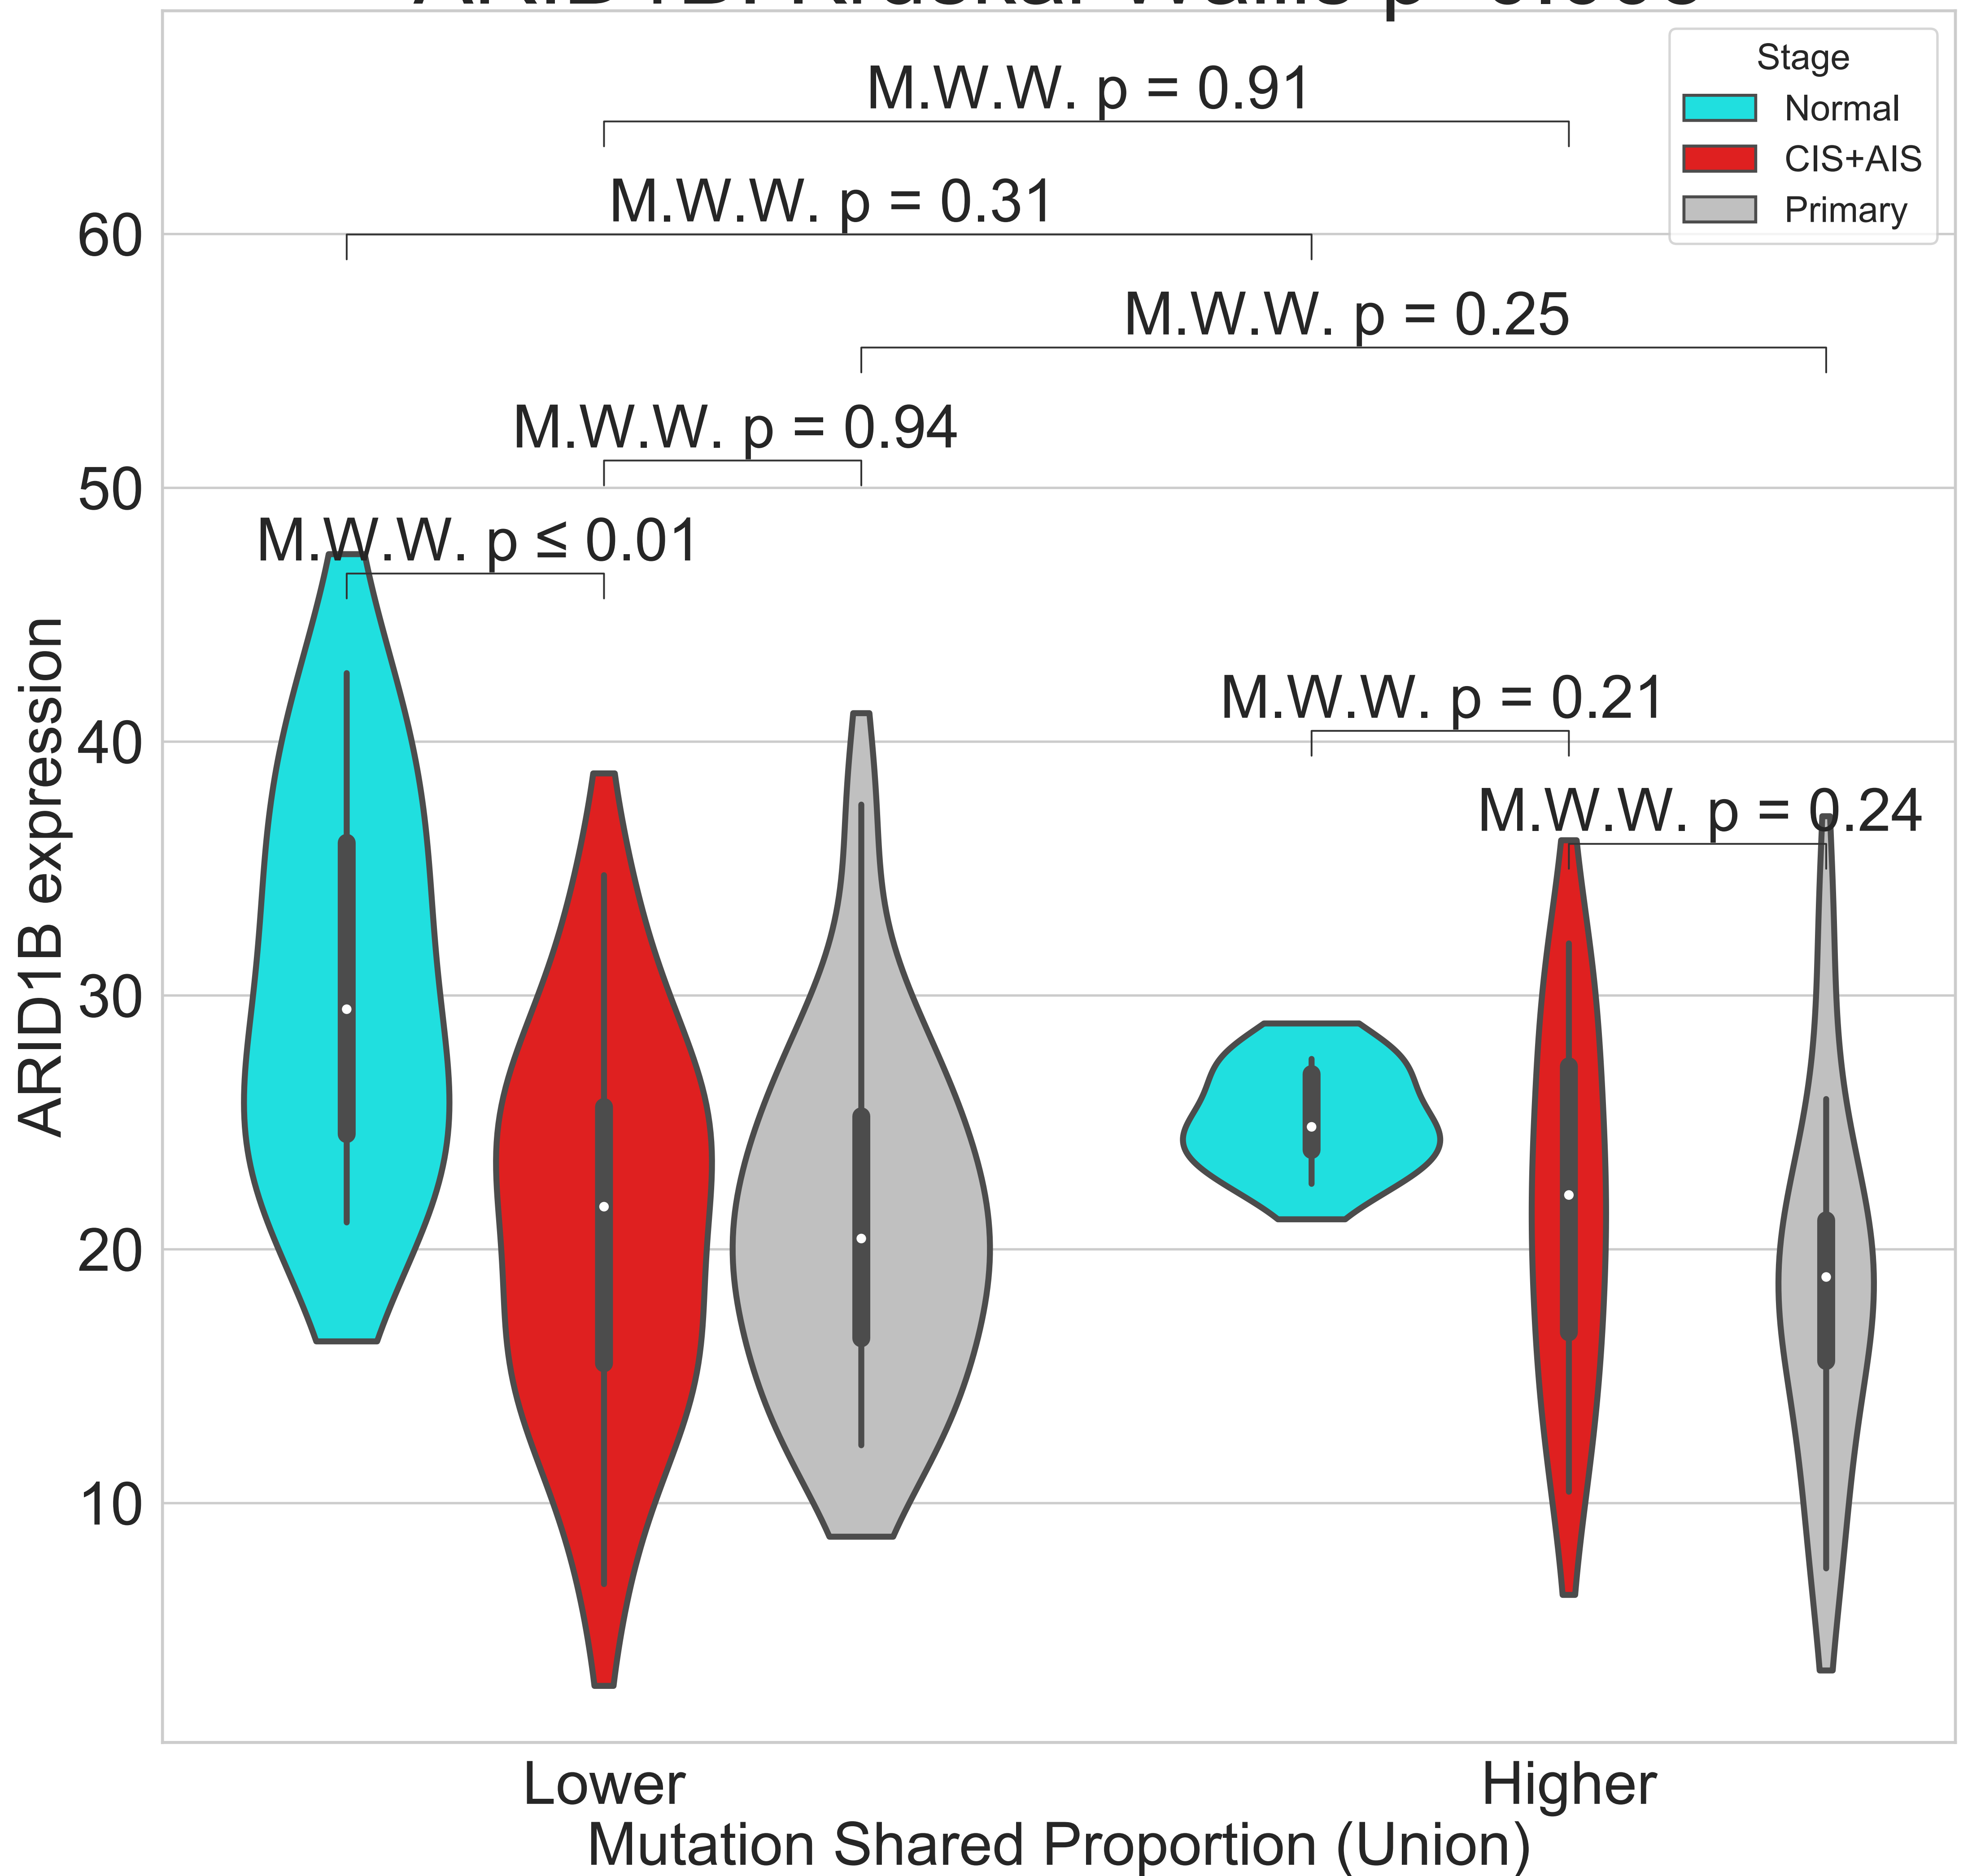 Stage
Normal
CIS+AIS
Primary
M.W.W. p = 0.91
M.W.W. p = 0.31
M.W.W. p = 0.25
M.W.W. p = 0.94
M.W.W. p ≤ 0.01
M.W.W. p = 0.21
M.W.W. p = 0.24
60
50
40
30
20
10
ARID1B expression
Lower
Higher
Mutation Shared Proportion (Union)